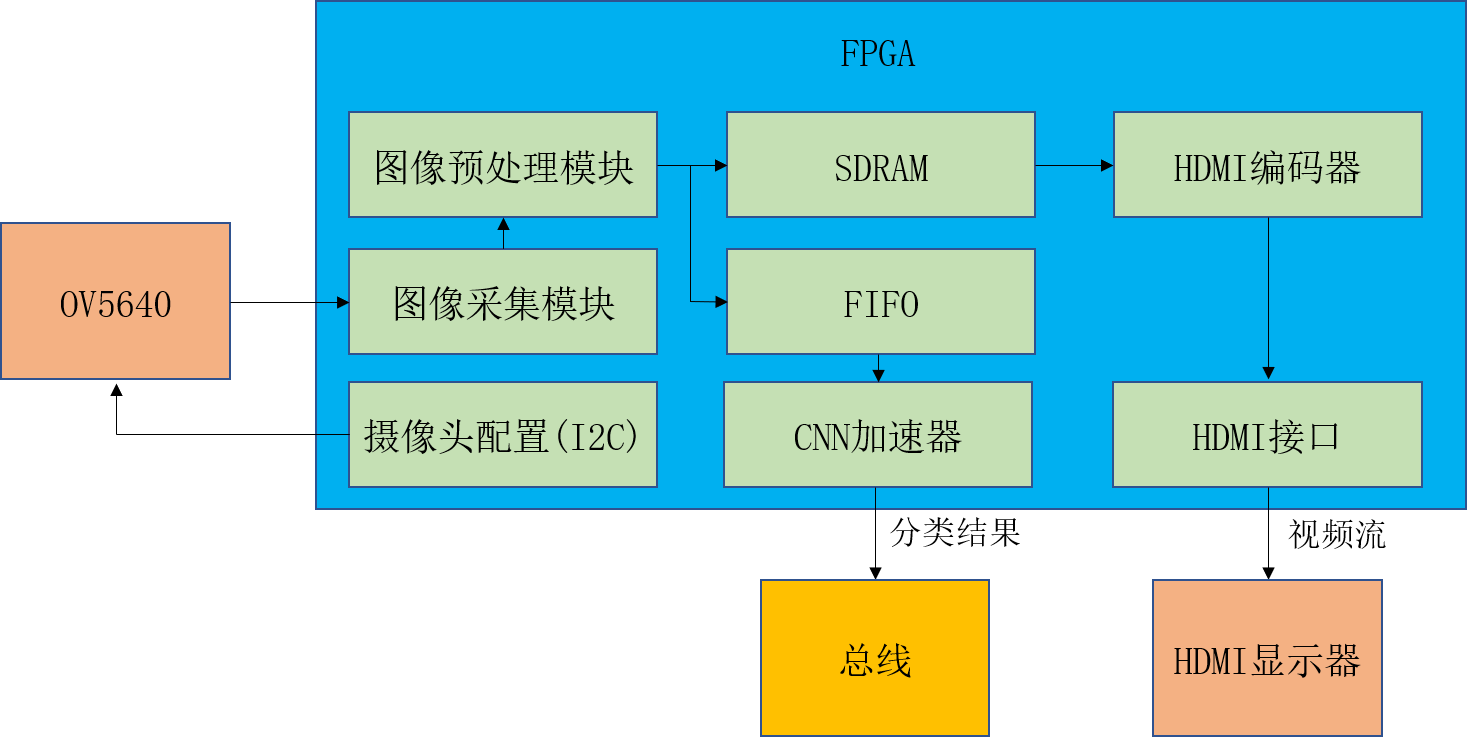 FPGA
图像预处理模块
SDRAM
HDMI编码器
OV5640
图像采集模块
FIFO
摄像头配置(I2C)
CNN加速器
HDMI接口
分类结果
视频流
总线
HDMI显示器